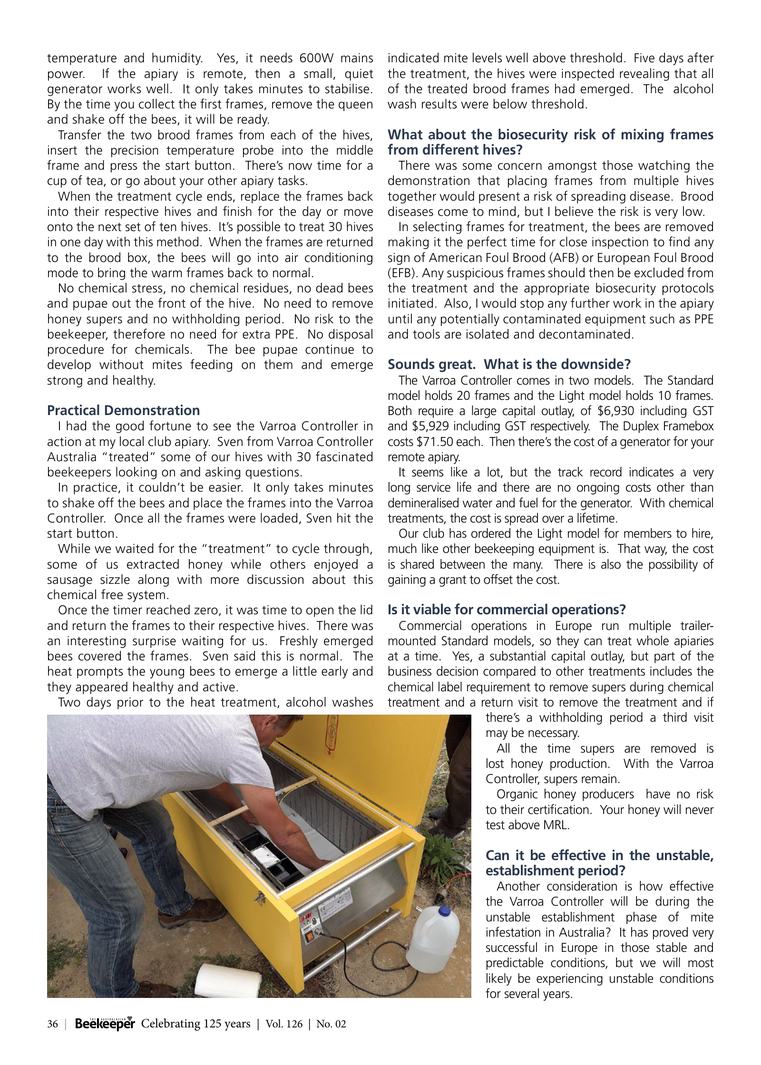 temperature and humidity. Yes, it needs 600W mains
power. If the apiary is remote, then a small, quiet
generator works well. It only takes minutes to stabilise.
By the time you collect the first frames, remove the queen
and shake off the bees, it will be ready.
Transfer the two brood frames from each of the hives,
insert the precision temperature probe into the middle
frame and press the start button. There's now time for a
cup of tea, or go about your other apiary tasks.
When the treatment cycle ends, replace the frames back
into their respective hives and finish for the day or move
onto the next set of ten hives. It's possible to treat 30 hives
in one day with this method. When the frames are returned
to the brood box, the bees will go into air conditioning
mode to bring the warm frames back to normal.
No chemical stress, no chemical residues, no dead bees
and pupae out the front of the hive. No need to remove
honey supers and no withholding period. No risk to the
beekeeper, therefore no need for extra PPE. No disposal
procedure for chemicals. The bee pupae continue to
develop without mites feeding on them and emerge
strong and healthy.
Practical Demonstration
I had the good fortune to see the Varroa Controller in
action at my local club apiary. Sven from Varroa Controller
Australia "treated" some of our hives with 30 fascinated
beekeepers looking on and asking questions.
In practice, it couldn't be easier. It only takes minutes
to shake off the bees and place the frames into the Varroa
Controller. Once all the frames were loaded, Sven hit the
start button.
While we waited for the "treatment" to cycle through,
some of us extracted honey while others enjoyed a
sausage sizzle along with more discussion about this
chemical free system.
Once the timer reached zero, it was time to open the lid
and return the frames to their respective hives. There was
an interesting surprise waiting for us. Freshly emerged
bees covered the frames. Sven said this is normal. The
heat prompts the young bees to emerge a little early and
they appeared healthy and active.
Two days prior to the heat treatment, alcohol washes
indicated mite levels well above threshold. Five days after
the treatment, the hives were inspected revealing that all
of the treated brood frames had emerged. The alcohol
wash results were below threshold.
What about the biosecurity risk of mixing frames
from different hives?
There was some concern amongst those watching the
demonstration that placing frames from multiple hives
together would present a risk of spreading disease. Brood
diseases come to mind, but I believe the risk is very low.
In selecting frames for treatment, the bees are removed
making it the perfect time for close inspection to find any
sign of American Foul Brood (AFB) or European Foul Brood
(EFB). Any suspicious frames should then be excluded from
the treatment and the appropriate biosecurity protocols
initiated. Also, I would stop any further work in the apiary
until any potentially contaminated equipment such as PPE
and tools are isolated and decontaminated.
Sounds great. What is the downside?
The Varroa Controller comes in two models. The Standard
model holds 20 frames and the Light model holds 10 frames.
Both require a large capital outlay, of $6,930 including GST
and $5,929 including GST respectively. The Duplex Framebox
costs $71.50 each. Then there's the cost of a generator for your
remote apiary.
It seems like a lot, but the track record indicates a very
long service life and there are no ongoing costs other than
demineralised water and fuel for the generator. With chemical
treatments, the cost is spread over a lifetime.
Our club has ordered the Light model for members to hire,
much like other beekeeping equipment is. That way, the cost
is shared between the many. There is also the possibility of
gaining a grant to offset the cost.
Is it viable for commercial operations?
Commercial operations in Europe run multiple trailer-
mounted Standard models, so they can treat whole apiaries
at a time. Yes, a substantial capital outlay, but part of the
business decision compared to other treatments includes the
chemical label requirement to remove supers during chemical
treatment and a return visit to remove the treatment and if
there's a withholding period a third visit
may be necessary.
All the time supers are removed is
lost honey production. With the Varroa
Controller, supers remain.
Organic honey producers have no risk
to their certification. Your honey will never
test above MRL.
Can it be effective in the unstable,
establishment period?
Another consideration is how effective
the Varroa Controller will be during the
unstable establishment phase of mite
infestation in Australia? It has proved very
successful in Europe in those stable and
predictable conditions, but we will most
likely be experiencing unstable conditions
for several years.
36 | Beekeeper Celebrating 125 years | Vol. 126 | No. 02